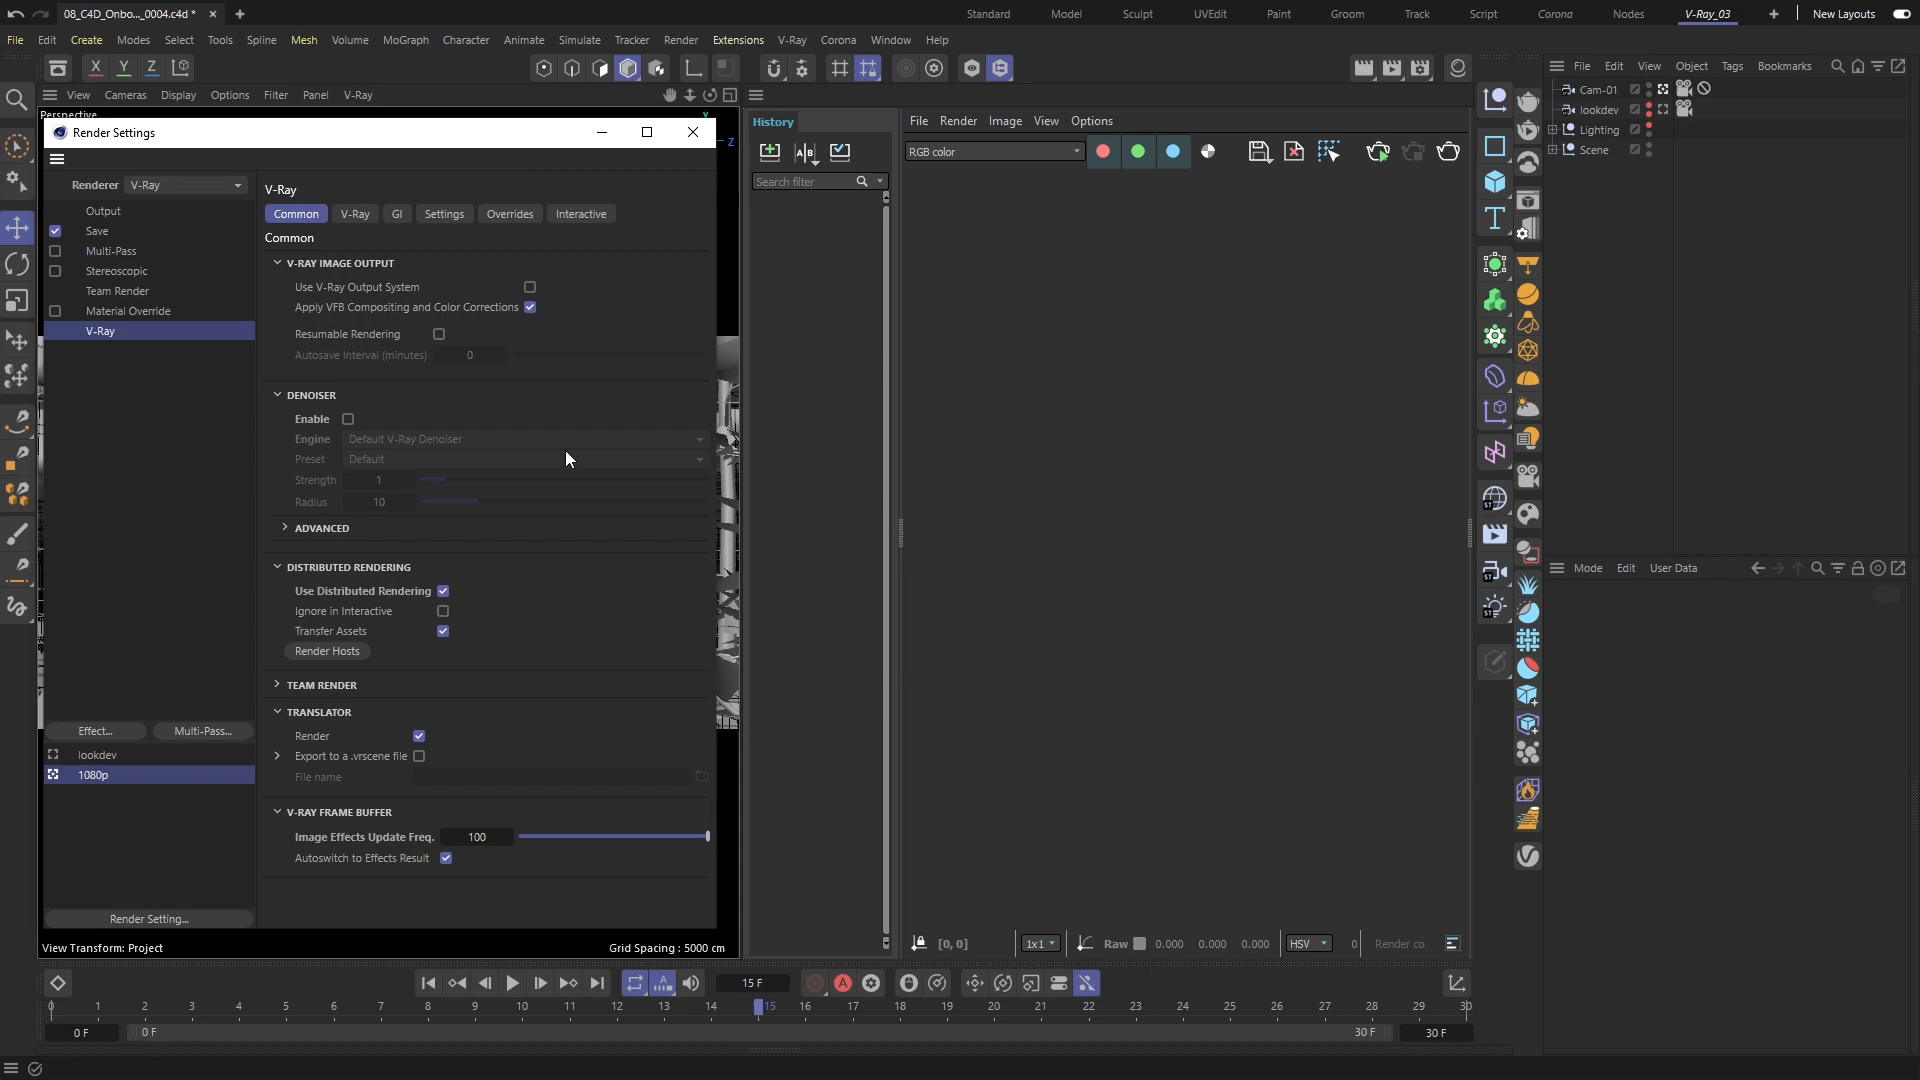 08_C4D_Onbo..._0004.c4d *
Standard Model Sculpt UVEdit Paint Groom Track Script Corona Nodes V-Ray_03 New Layouts
File Edit Create Modes Select Tools Spline Mesh Volume MoGraph Character Animate Simulate Tracker Render Extensions V-Ray Corona Window Help
X Y Z
File Edit View Object Tags Bookmarks
View Cameras Display Options Filter Panel V-Ray
Cam-01
lookdev
Lighting
Scene
Perspective
Y
Z
Render Settings
Renderer V-Ray
Output
Save
Multi-Pass
Stereoscopic
Team Render
Material Override
V-Ray
Effect... Multi-Pass...
lookdev
1080p
Render Setting...
V-Ray
Common V-Ray GI Settings Overrides Interactive
Common
V-RAY IMAGE OUTPUT
Use V-Ray Output System
Apply VFB Compositing and Color Corrections
Resumable Rendering
Autosave Interval (minutes) 0
DENOISER
Enable
Engine Default V-Ray Denoiser
Preset Default
Strength 1
Radius 10
ADVANCED
DISTRIBUTED RENDERING
Use Distributed Rendering
Ignore in Interactive
Transfer Assets
Render Hosts
TEAM RENDER
TRANSLATOR
Render
Export to a .vrscene file
File name
V-RAY FRAME BUFFER
Image Effects Update Freq. 100
Autoswitch to Effects Result
View Transform: Project Grid Spacing : 5000 cm
History
A B
Search filter
File Render Image View Options
RGB color
[0, 0] 1x1 Raw 0.000 0.000 0.000 HSV 0 Render co
Mode Edit User Data
15 F
0 1 2 3 4 5 6 7 8 9 10 11 12 13 14 15 16 17 18 19 20 21 22 23 24 25 26 27 28 29 30
0 F 0 F 30 F 30 F